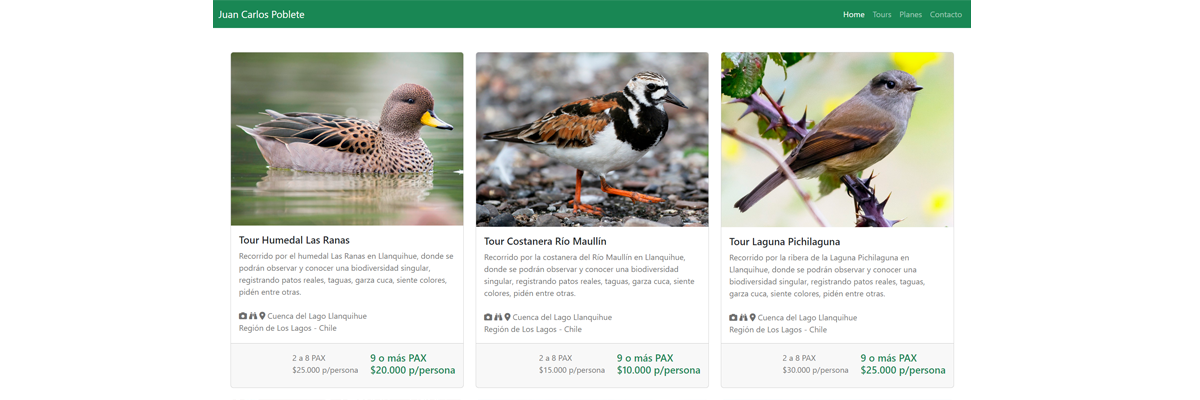 Juan Carlos Poblete
Home Tours Planes Contacto
Tour Humedal Las Ranas
Recorrido por el humedal Las Ranas en Llanquihue, donde se
podrán observar y conocer una biodiversidad singular,
registrando patos reales, taguas, garza cuca, siente colores,
pidén entre otras.
Cuenca del Lago Llanquihue
Región de Los Lagos - Chile
2 a 8 PAX
$25.000 p/persona
9 o más PAX
$20.000 p/persona
Tour Costanera Río Maullín
Recorrido por la costanera del Río Maullín en Llanquihue,
donde se podrán observar y conocer una biodiversidad
singular, registrando patos reales, taguas, garza cuca, siente
colores, pidén entre otras.
Cuenca del Lago Llanquihue
Región de Los Lagos - Chile
2 a 8 PAX
$15.000 p/persona
9 o más PAX
$10.000 p/persona
Tour Laguna Pichilaguna
Recorrido por la ribera de la Laguna Pichilaguna en
Llanquihue, donde se podrán observar y conocer una
biodiversidad singular, registrando patos reales, taguas,
garza cuca, siente colores, pidén entre otras.
Cuenca del Lago Llanquihue
Región de Los Lagos - Chile
2 a 8 PAX
$30.000 p/persona
9 o más PAX
$25.000 p/persona